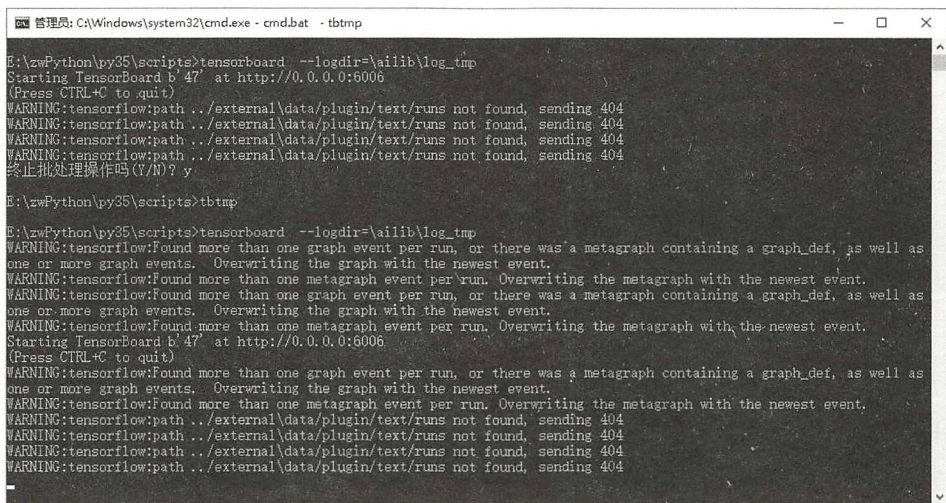 管理员: C:\Windows\system32\cmd.exe - cmd.bat - tbtmp
E:\zwPython\py35\scripts>tensorboard --logdir=\ailib\log_tmp
Starting TensorBoard b'47' at http://0.0.0.0:6006
(Press CTRL+C to quit)
WARNING:tensorflow:path ../external\data/plugin/text/runs not found, sending 404
WARNING:tensorflow:path ../external\data/plugin/text/runs not found, sending 404
WARNING:tensorflow:path ../external\data/plugin/text/runs not found, sending 404
WARNING:tensorflow:path ../external\data/plugin/text/runs not found, sending 404
终止批处理操作吗(Y/N)? y
E:\zwPython\py35\scripts>tbtmp
E:\zwPython\py35\scripts>tensorboard --logdir=\ailib\log_tmp
WARNING:tensorflow:Found more than one graph event per run, or there was a metagraph containing a graph_def, as well as
one or more graph events. Overwriting the graph with the newest event.
WARNING:tensorflow:Found more than one metagraph event per run. Overwriting the metagraph with the newest event.
WARNING:tensorflow:Found more than one graph event per run, or there was a metagraph containing a graph_def, as well as
one or more graph events. Overwriting the graph with the newest event.
WARNING:tensorflow:Found more than one metagraph event per run. Overwriting the metagraph with the newest event.
Starting TensorBoard b'47' at http://0.0.0.0:6006
(Press CTRL+C to quit)
WARNING:tensorflow:Found more than one graph event per run, or there was a metagraph containing a graph_def, as well as
one or more graph events. Overwriting the graph with the newest event.
WARNING:tensorflow:Found more than one metagraph event per run. Overwriting the metagraph with the newest event.
WARNING:tensorflow:path ../external\data/plugin/text/runs not found, sending 404
WARNING:tensorflow:path ../external\data/plugin/text/runs not found, sending 404
WARNING:tensorflow:path ../external\data/plugin/text/runs not found, sending 404
WARNING:tensorflow:path ../external\data/plugin/text/runs not found, sending 404